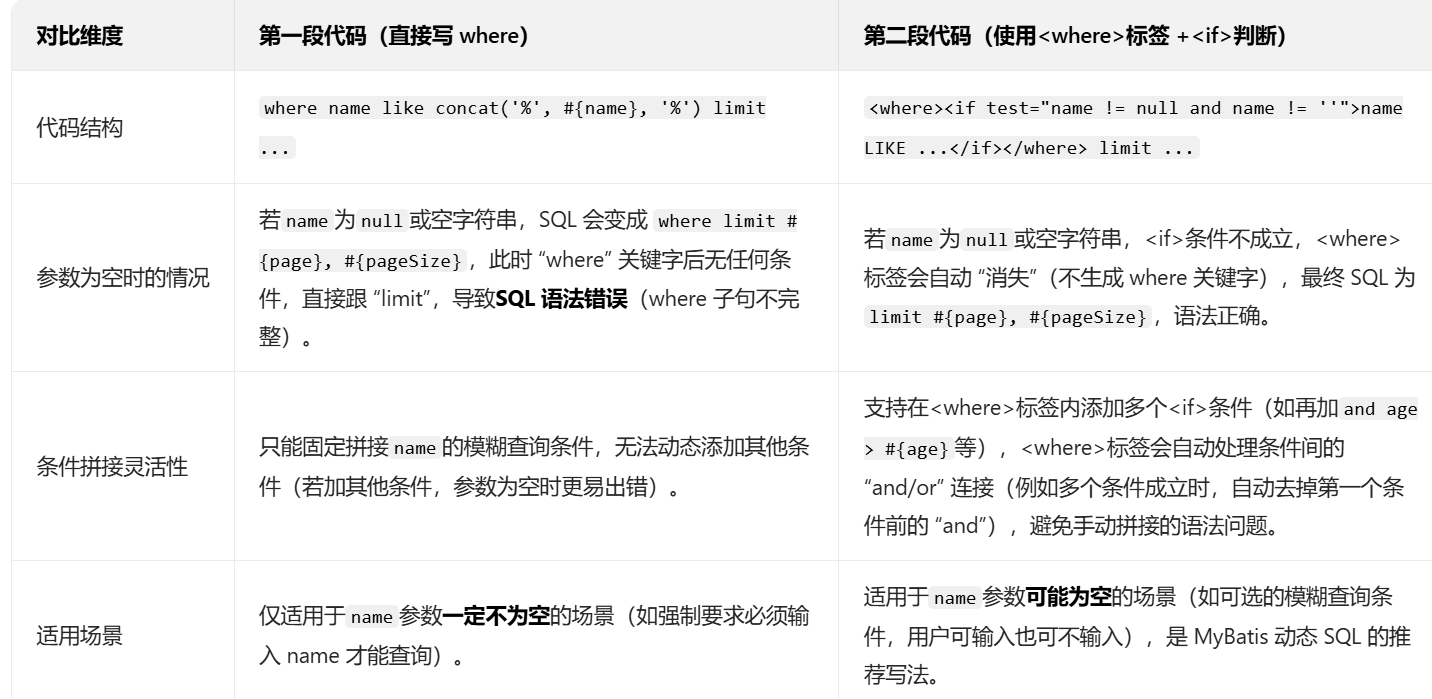 对比维度
第一段代码（直接写 where）
第二段代码（使用<where>标签 +<if>判断）
代码结构
where name like concat('%', #{name}, '%') limit
...
<where><if test="name != null and name != ''">name
LIKE ...</if></where> limit ...
参数为空时的情况
若 name 为 null 或空字符串，SQL 会变成 where limit #
{page}, #{pageSize} ，此时 “where” 关键字后无任何条
件，直接跟 “limit”，导致SQL 语法错误（where 子句不完
整）。
若 name 为 null 或空字符串，<if>条件不成立，<where>
标签会自动 “消失”（不生成 where 关键字），最终 SQL 为
limit #{page}, #{pageSize} ，语法正确。
条件拼接灵活性
只能固定拼接 name 的模糊查询条件，无法动态添加其他条
件（若加其他条件，参数为空时更易出错）。
支持在<where>标签内添加多个<if>条件（如再加 and age
> #{age} 等），<where>标签会自动处理条件间的
“and/or” 连接（例如多个条件成立时，自动去掉第一个条
件前的 “and”），避免手动拼接的语法问题。
适用场景
仅适用于 name 参数一定不为空的场景（如强制要求必须输
入 name 才能查询）。
适用于 name 参数可能为空的场景（如可选的模糊查询条
件，用户可输入也可不输入），是 MyBatis 动态 SQL 的推
荐写法。